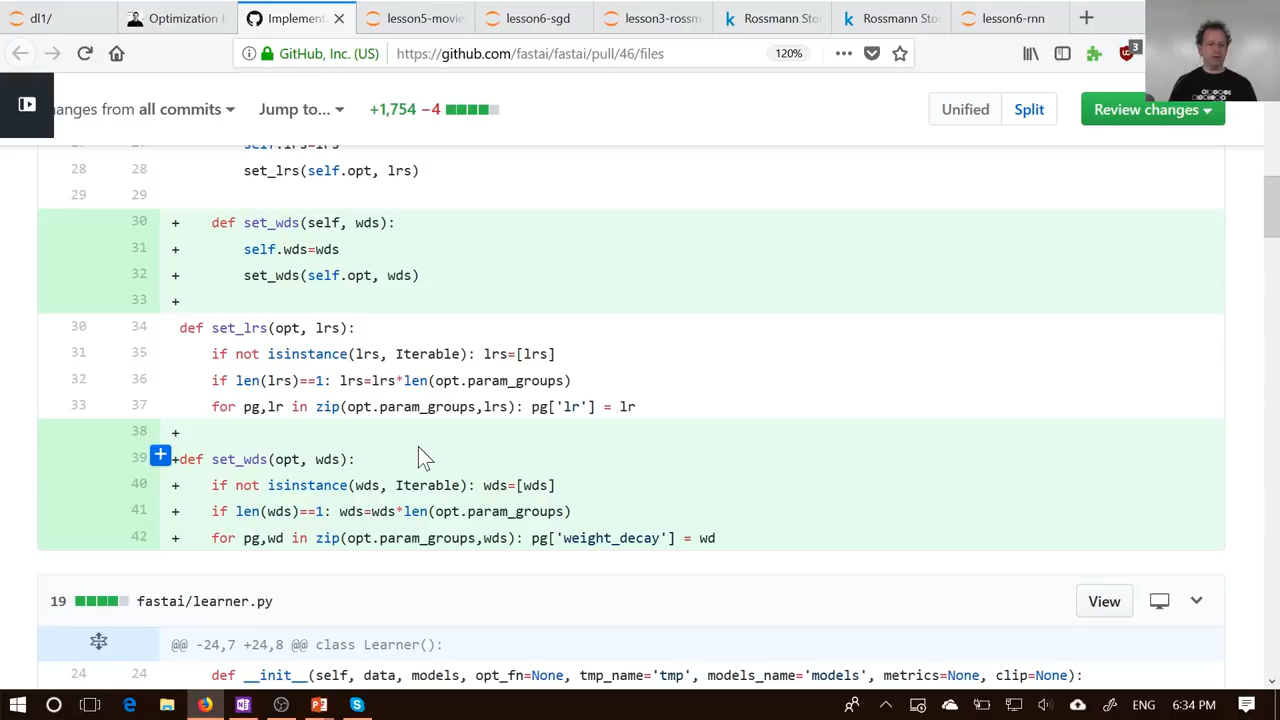 dl1/
Optimization
Implement
lesson5-movie
lesson6-sgd
lesson3-rossm
Rossmann Sto
Rossmann Sto
lesson6-rnn
GitHub, Inc. (US)
https://github.com/fastai/fastai/pull/46/files
120%
3
anges from all commits
Jump to...
+1,754 −4
Unified
Split
Review changes
self.lrs=lrs
28 28 set_lrs(self.opt, lrs)
29 29
30 + def set_wds(self, wds):
31 + self.wds=wds
32 + set_wds(self.opt, wds)
33 +
30 34 def set_lrs(opt, lrs):
31 35 if not isinstance(lrs, Iterable): lrs=[lrs]
32 36 if len(lrs)==1: lrs=lrs*len(opt.param_groups)
33 37 for pg,lr in zip(opt.param_groups,lrs): pg['lr'] = lr
38 +
39 +def set_wds(opt, wds):
40 + if not isinstance(wds, Iterable): wds=[wds]
41 + if len(wds)==1: wds=wds*len(opt.param_groups)
42 + for pg,wd in zip(opt.param_groups,wds): pg['weight_decay'] = wd
19 fastai/learner.py
View
@@ -24,7 +24,8 @@ class Learner():
24 24 def __init__(self, data, models, opt_fn=None, tmp_name='tmp', models_name='models', metrics=None, clip=None):
ENG
6:34 PM